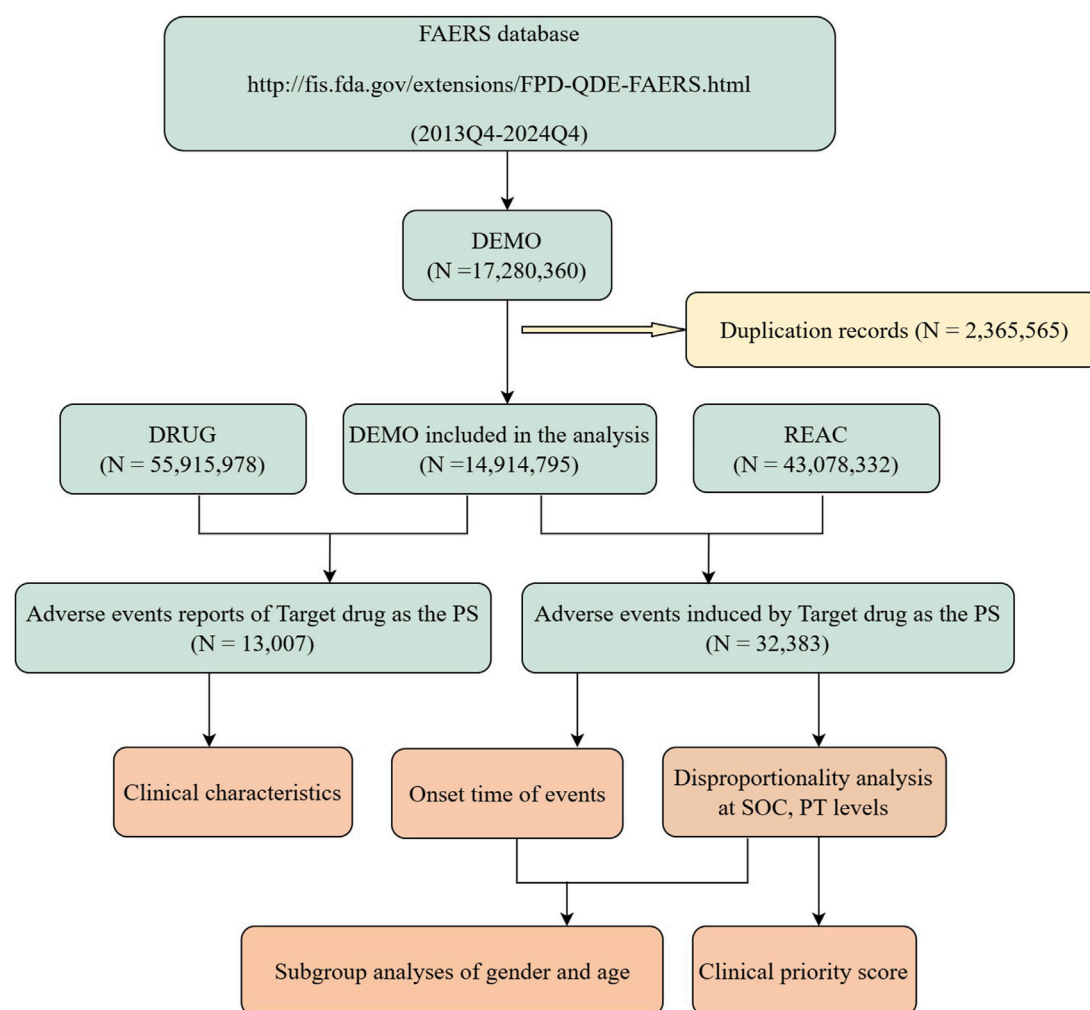 FAERS database
http://fis.fda.gov/extensions/FPD-QDE-FAERS.html
(2013Q4-2024Q4)
DEMO
(N =17,280,360)
Duplication records (N = 2,365,565)
DRUG
(N = 55,915,978)
DEMO included in the analysis
(N =14,914,795)
REAC
(N = 43,078,332)
Adverse events reports of Target drug as the PS
(N = 13,007)
Adverse events induced by Target drug as the PS
(N = 32,383)
Clinical characteristics
Onset time of events
Disproportionality analysis
at SOC, PT levels
Subgroup analyses of gender and age
Clinical priority score